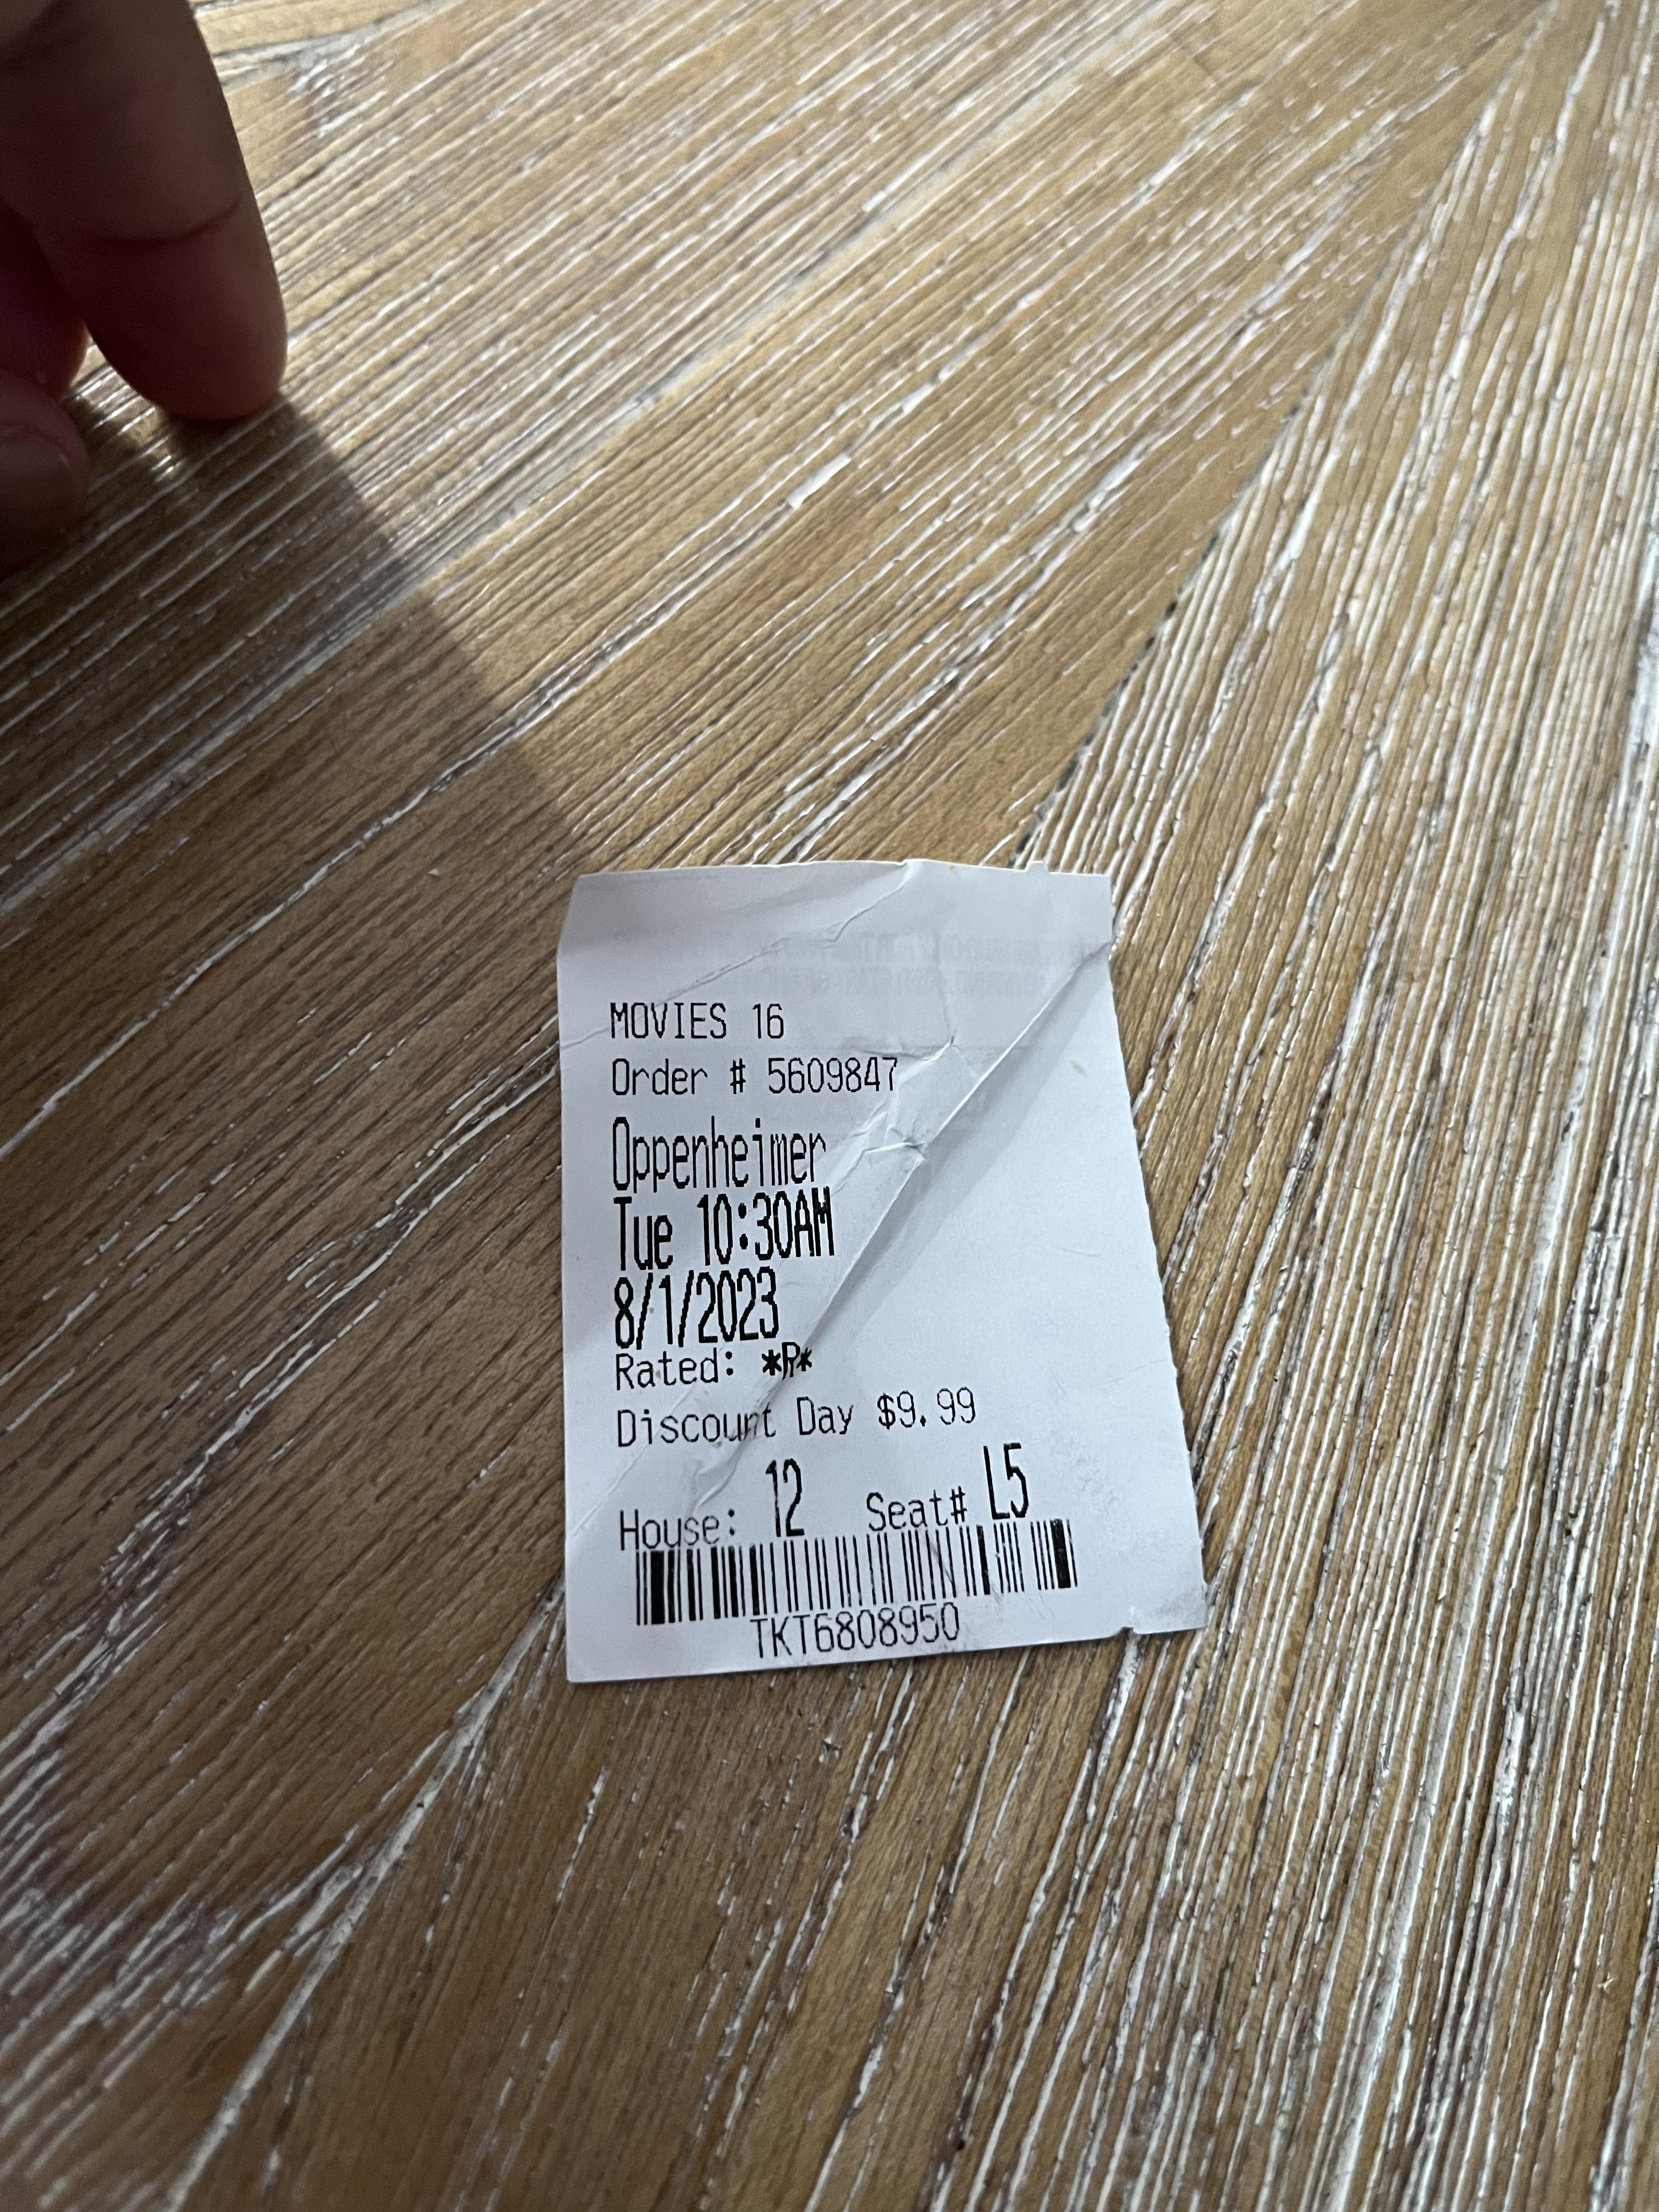 MOVIES 16
Order # 5609847
Oppenheimer
Tue 10:30AM
8/1/2023
Rated: *R*
Discount Day $9.99
House: 12 Seat# L5
TKT6808950